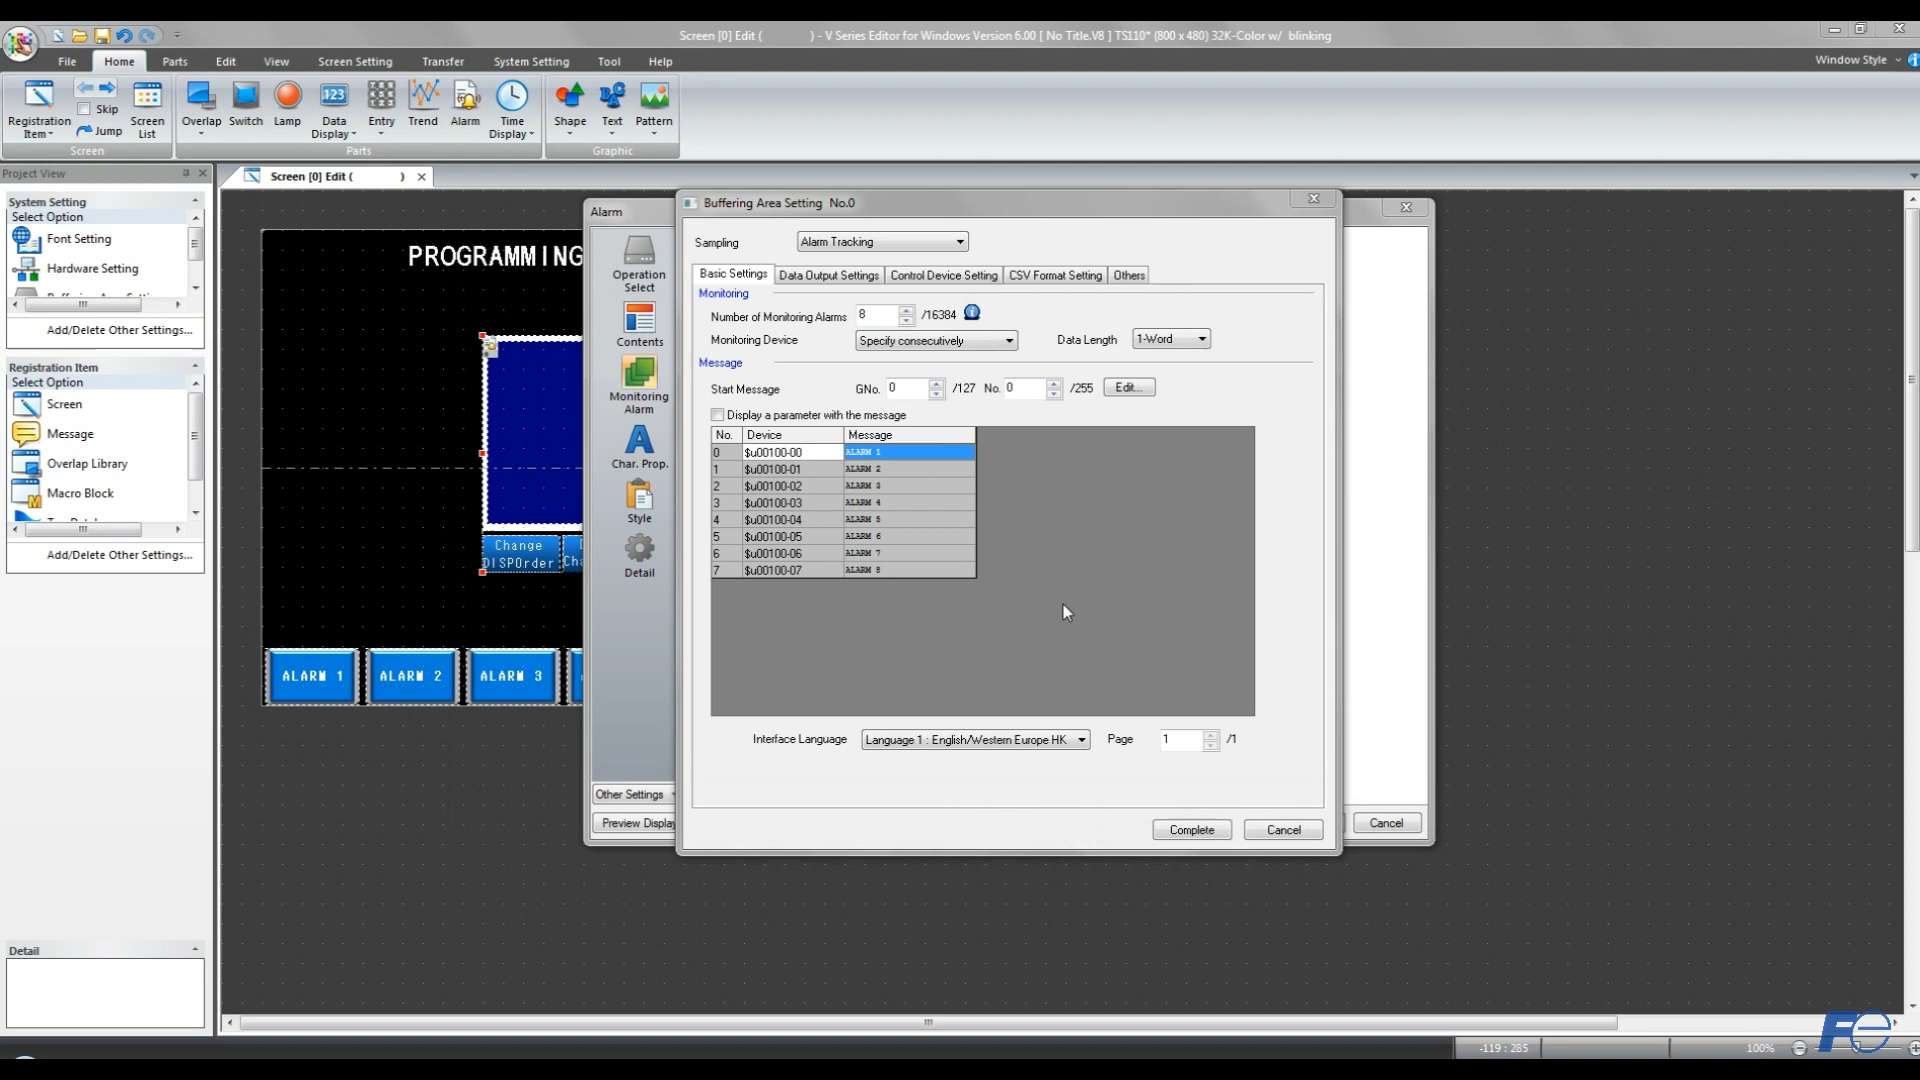 Screen [0] Edit ( ) - V Series Editor for Windows Version 6.00 [ No Title.V8 ] TS110* (800 x 480) 32K-Color w/ blinking
File Home Parts Edit View Screen Setting Transfer System Setting Tool Help
Window Style
Registration Item
Skip
Jump
Screen List
Overlap
Switch
Lamp
Data Display
Entry
Trend
Alarm
Time Display
Shape
Text
Pattern
Screen
Parts
Graphic
Project View
Screen [0] Edit ( )
System Setting
Select Option
Font Setting
Hardware Setting
Add/Delete Other Settings...
Registration Item
Select Option
Screen
Message
Overlap Library
Macro Block
Add/Delete Other Settings...
Detail
PROGRAMMING
Change
DISPOrder
ALARM 1
ALARM 2
ALARM 3
Alarm
Operation Select
Contents
Monitoring Alarm
Char. Prop.
Style
Detail
Other Settings
Preview Display
Cancel
Buffering Area Setting No.0
Sampling Alarm Tracking
Basic Settings Data Output Settings Control Device Setting CSV Format Setting Others
Monitoring
Number of Monitoring Alarms 8 /16384
Monitoring Device Specify consecutively Data Length 1-Word
Message
Start Message GNo. 0 /127 No. 0 /255 Edit...
Display a parameter with the message
No. Device Message
0 $u00100-00 ALARM 1
1 $u00100-01 ALARM 2
2 $u00100-02 ALARM 3
3 $u00100-03 ALARM 4
4 $u00100-04 ALARM 5
5 $u00100-05 ALARM 6
6 $u00100-06 ALARM 7
7 $u00100-07 ALARM 8
Interface Language Language 1 : English/Western Europe HK Page 1 /1
Complete Cancel
-119 : 285
100%
Fe